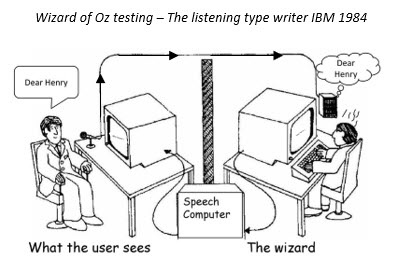 Wizard of Oz testing – The listening type writer IBM 1984
Dear Henry
Dear
Henry
Speech
Computer
What the user sees
The wizard